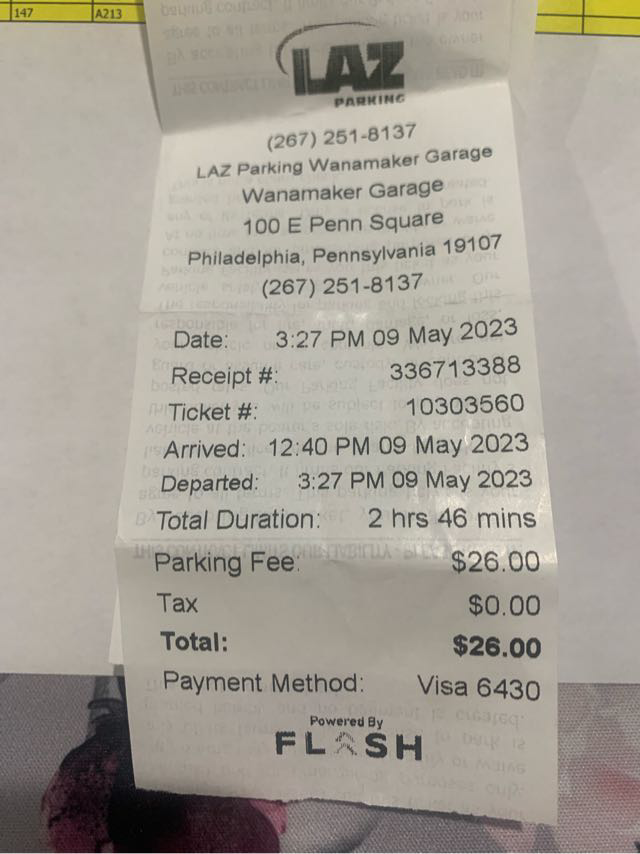 147 A213
LAZ
PARKING
(267) 251-8137
LAZ Parking Wanamaker Garage
Wanamaker Garage
100 E Penn Square
Philadelphia, Pennsylvania 19107
(267) 251-8137
Date: 3:27 PM 09 May 2023
Receipt #: 336713388
Ticket #: 10303560
Arrived: 12:40 PM 09 May 2023
Departed: 3:27 PM 09 May 2023
Total Duration: 2 hrs 46 mins
Parking Fee: $26.00
Tax $0.00
Total: $26.00
Payment Method: Visa 6430
Powered By
FLASH